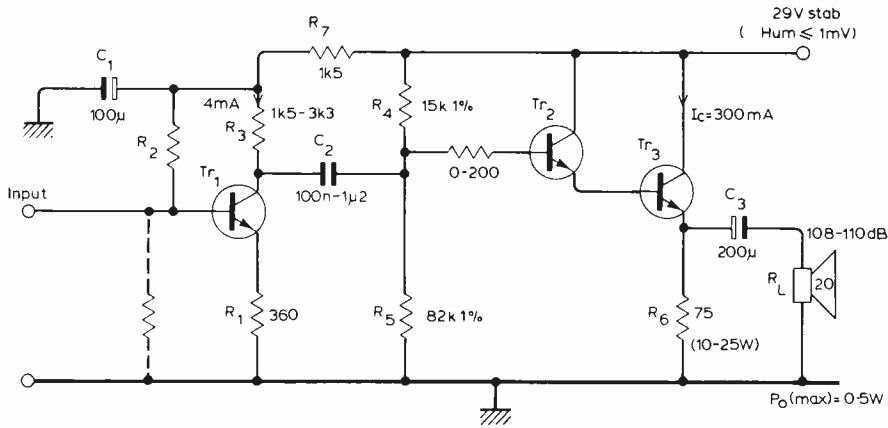 29V stab
( Hum ≤ 1mV)
R7
1k5
C1
100µ
4mA
R2
R3
1k5-3k3
R4
15k 1%
Tr2
Ic=300mA
C2
100n-1µ2
0-200
Tr3
Tr1
Input
C3
200µ
108-110dB
RL
20
R1
360
R5
82k 1%
R6
75
(10-25W)
Po(max)= 0·5W